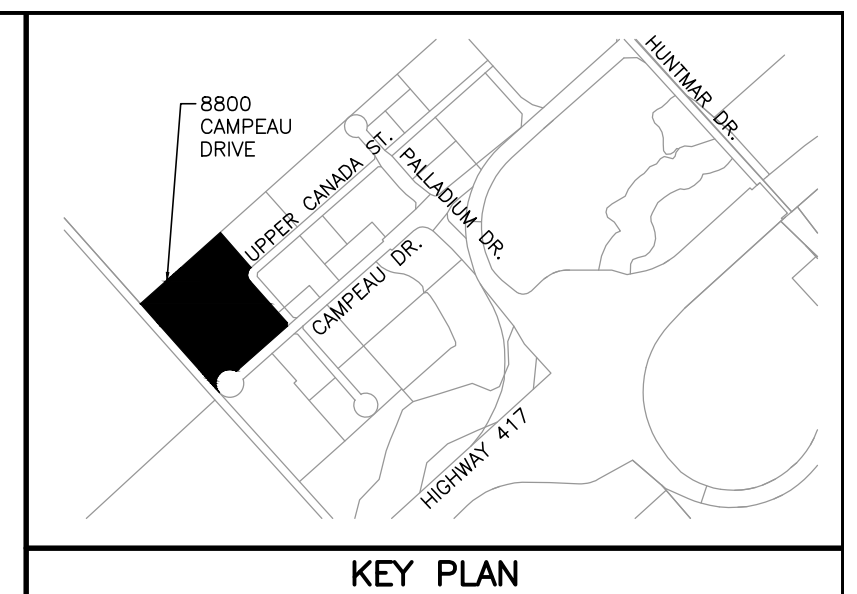 HUNTMAR DR.
8800
CAMPEAU
DRIVE
UPPER CANADA ST.
PALLADIUM DR.
CAMPEAU DR.
HIGHWAY 417
KEY PLAN